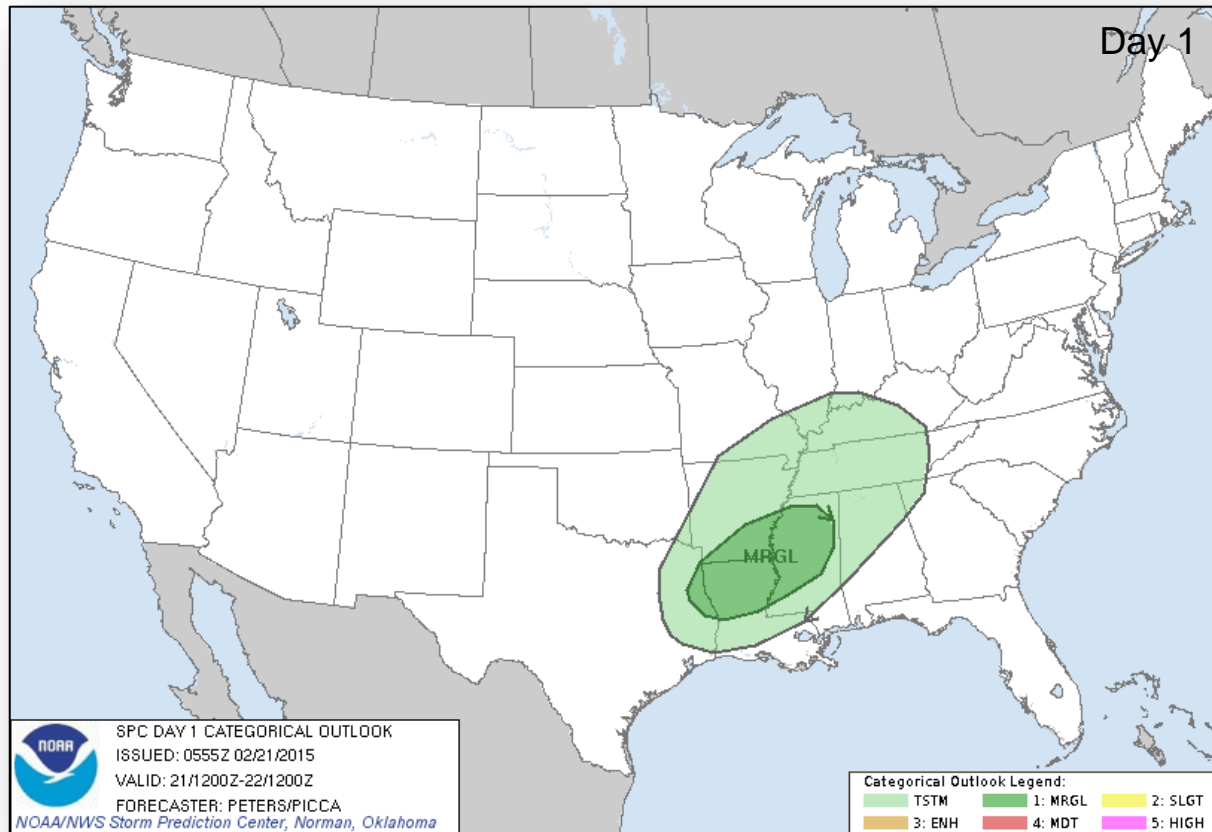 Day 1
MRGL
NOAA
SPC DAY 1 CATEGORICAL OUTLOOK
ISSUED: 0555Z 02/21/2015
VALID: 21/1200Z-22/1200Z
FORECASTER: PETERS/PICCA
NOAA/NWS Storm Prediction Center, Norman, Oklahoma
Categorical Outlook Legend:
TSTM 1: MRGL 2: SLGT
3: ENH 4: MDT 5: HIGH